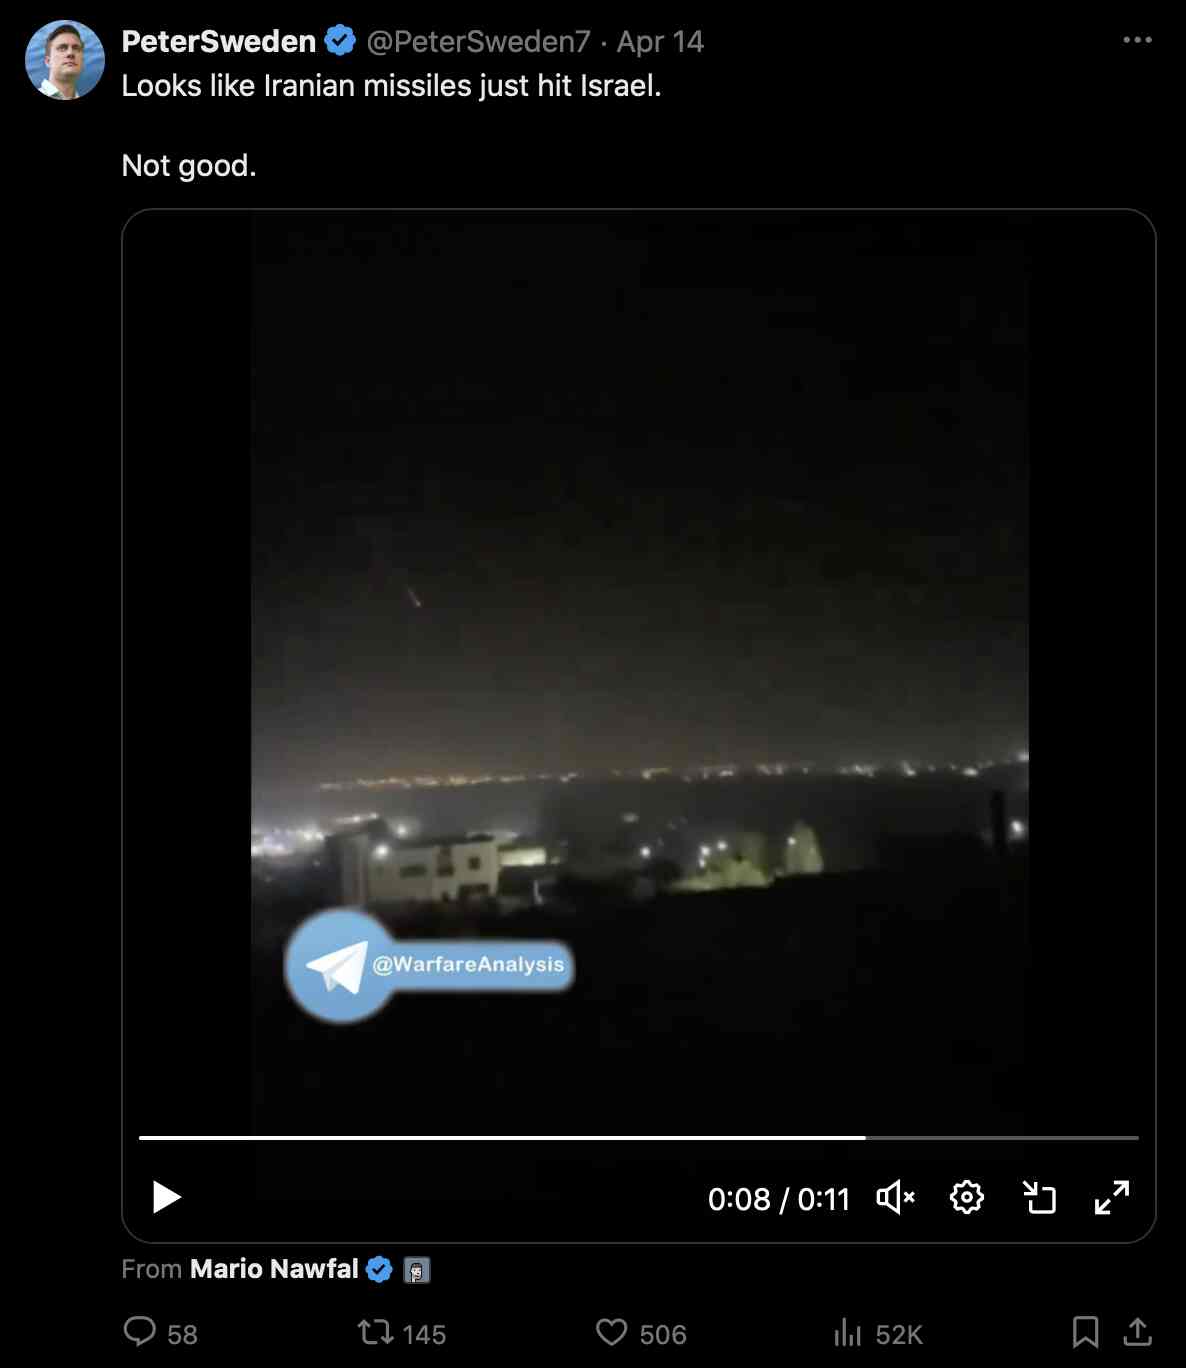 PeterSweden @PeterSweden7 · Apr 14
Looks like Iranian missiles just hit Israel.
Not good.
@WarfareAnalysis
0:08 / 0:11
From Mario Nawfal
58 145 506 52K